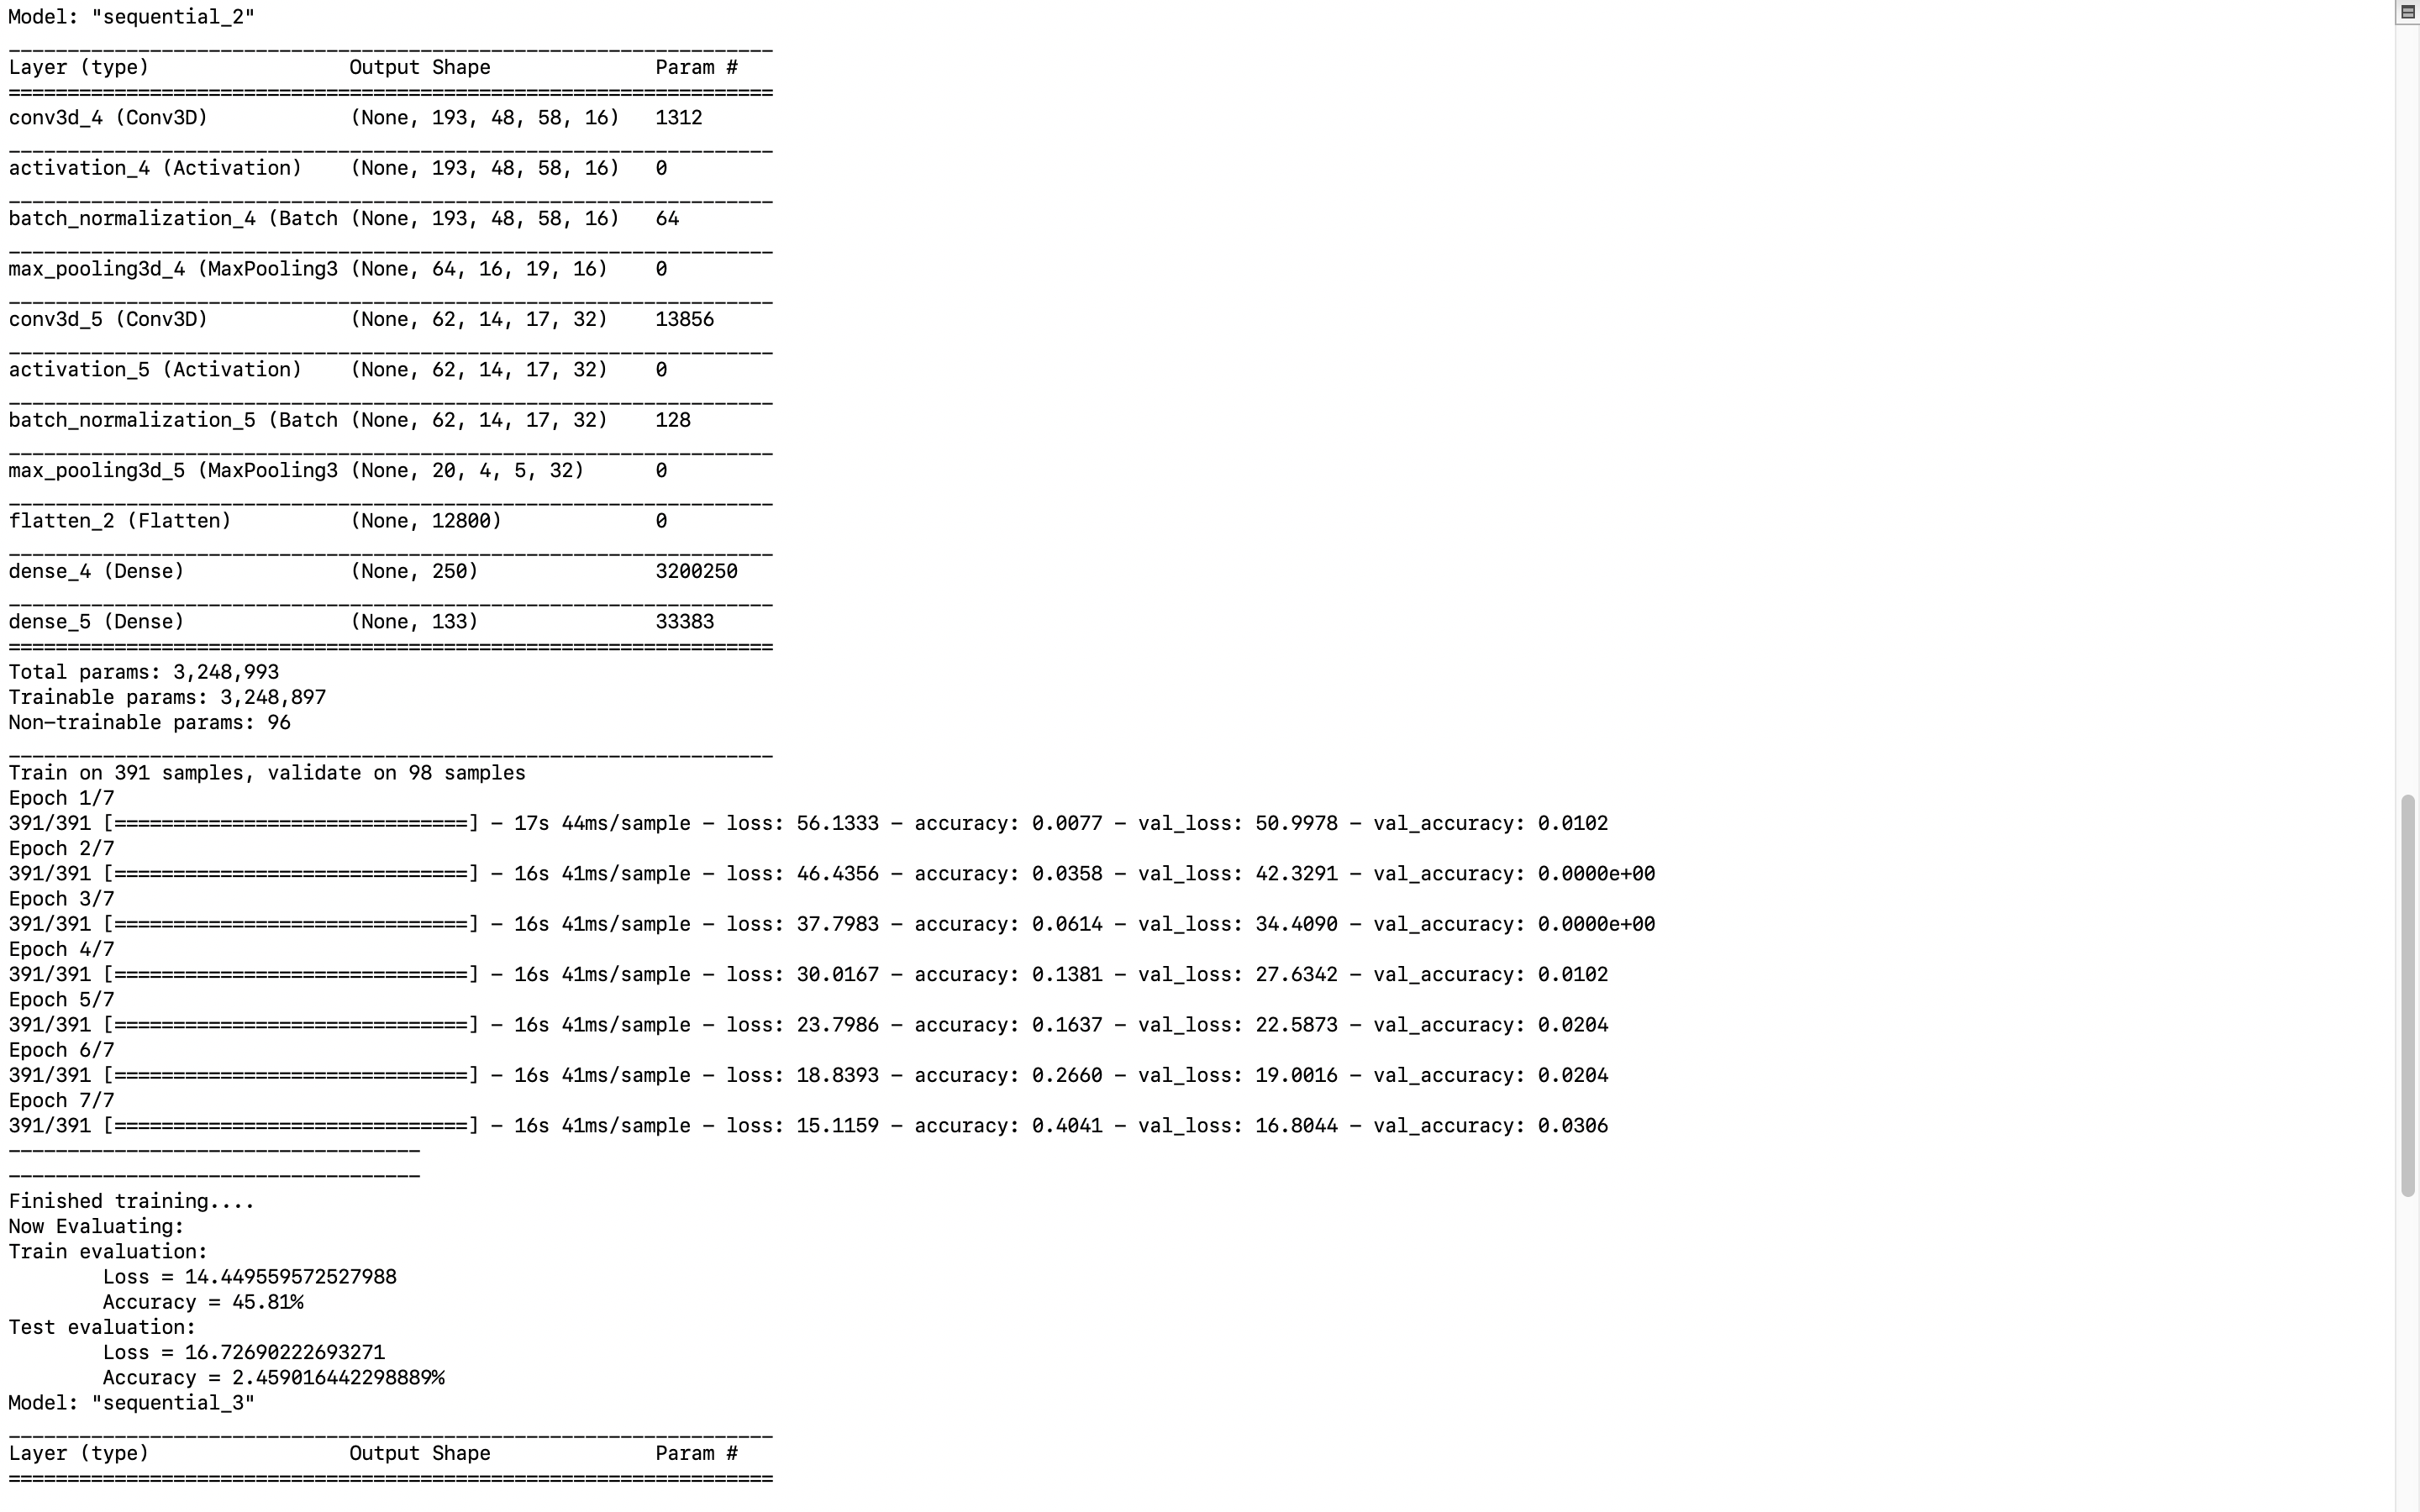 Model: "sequential_2"
_________________________________________________________________
Layer (type)                 Output Shape              Param #
=================================================================
conv3d_4 (Conv3D)            (None, 193, 48, 58, 16)   1312
_________________________________________________________________
activation_4 (Activation)    (None, 193, 48, 58, 16)   0
_________________________________________________________________
batch_normalization_4 (Batch (None, 193, 48, 58, 16)   64
_________________________________________________________________
max_pooling3d_4 (MaxPooling3 (None, 64, 16, 19, 16)    0
_________________________________________________________________
conv3d_5 (Conv3D)            (None, 62, 14, 17, 32)    13856
_________________________________________________________________
activation_5 (Activation)    (None, 62, 14, 17, 32)    0
_________________________________________________________________
batch_normalization_5 (Batch (None, 62, 14, 17, 32)    128
_________________________________________________________________
max_pooling3d_5 (MaxPooling3 (None, 20, 4, 5, 32)      0
_________________________________________________________________
flatten_2 (Flatten)          (None, 12800)             0
_________________________________________________________________
dense_4 (Dense)              (None, 250)               3200250
_________________________________________________________________
dense_5 (Dense)              (None, 133)               33383
=================================================================
Total params: 3,248,993
Trainable params: 3,248,897
Non-trainable params: 96
_________________________________________________________________
Train on 391 samples, validate on 98 samples
Epoch 1/7
391/391 [==============================] - 17s 44ms/sample - loss: 56.1333 - accuracy: 0.0077 - val_loss: 50.9978 - val_accuracy: 0.0102
Epoch 2/7
391/391 [==============================] - 16s 41ms/sample - loss: 46.4356 - accuracy: 0.0358 - val_loss: 42.3291 - val_accuracy: 0.0000e+00
Epoch 3/7
391/391 [==============================] - 16s 41ms/sample - loss: 37.7983 - accuracy: 0.0614 - val_loss: 34.4090 - val_accuracy: 0.0000e+00
Epoch 4/7
391/391 [==============================] - 16s 41ms/sample - loss: 30.0167 - accuracy: 0.1381 - val_loss: 27.6342 - val_accuracy: 0.0102
Epoch 5/7
391/391 [==============================] - 16s 41ms/sample - loss: 23.7986 - accuracy: 0.1637 - val_loss: 22.5873 - val_accuracy: 0.0204
Epoch 6/7
391/391 [==============================] - 16s 41ms/sample - loss: 18.8393 - accuracy: 0.2660 - val_loss: 19.0016 - val_accuracy: 0.0204
Epoch 7/7
391/391 [==============================] - 16s 41ms/sample - loss: 15.1159 - accuracy: 0.4041 - val_loss: 16.8044 - val_accuracy: 0.0306
-----------------------------------
-----------------------------------
Finished training....
Now Evaluating:
Train evaluation:
        Loss = 14.449559572527988
        Accuracy = 45.81%
Test evaluation:
        Loss = 16.72690222693271
        Accuracy = 2.459016442298889%
Model: "sequential_3"
_________________________________________________________________
Layer (type)                 Output Shape              Param #
=================================================================